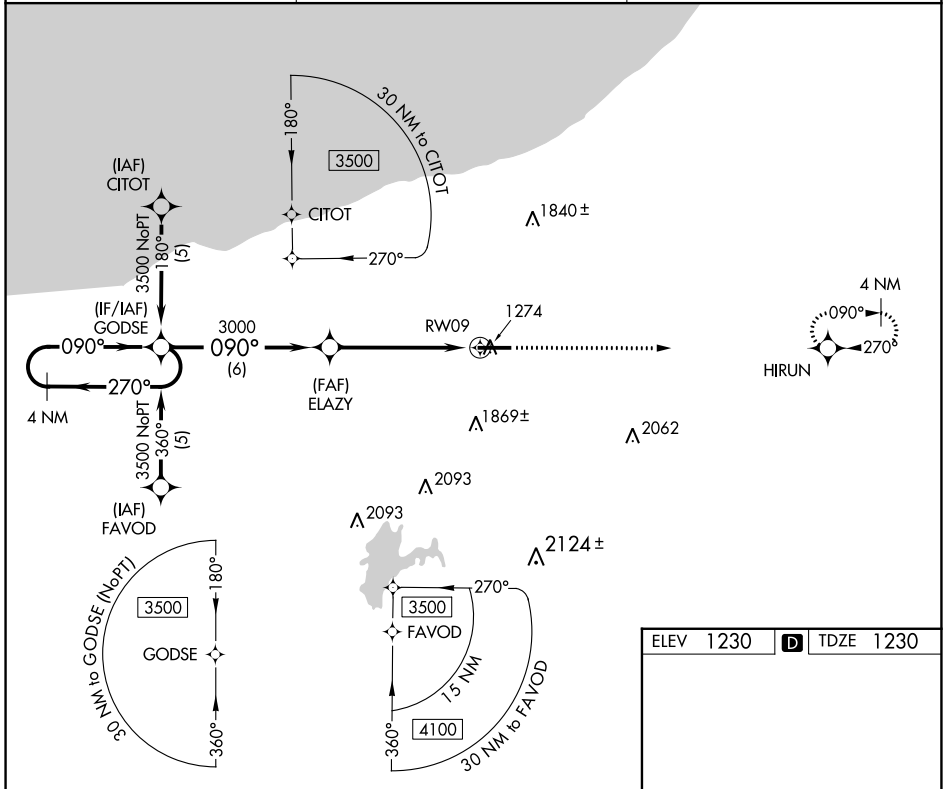 180°
30 NM to CITOT
3500
CITOT
270°
(IAF)
CITOT
3500 NoPT
180°
(5)
1840±
(IF/IAF)
GODSE
090°
270°
4 NM
3000
090°
(6)
(FAF)
ELAZY
RW09
1274
4 NM
090°
270°
HIRUN
3500 NoPT
360°
(5)
(IAF)
FAVOD
1869±
2062
2093
2093
2124±
30 NM to GODSE (NoPT)
180°
3500
GODSE
360°
270°
3500
FAVOD
15 NM
4100
360°
30 NM to FAVOD
ELEV 1230 D TDZE 1230